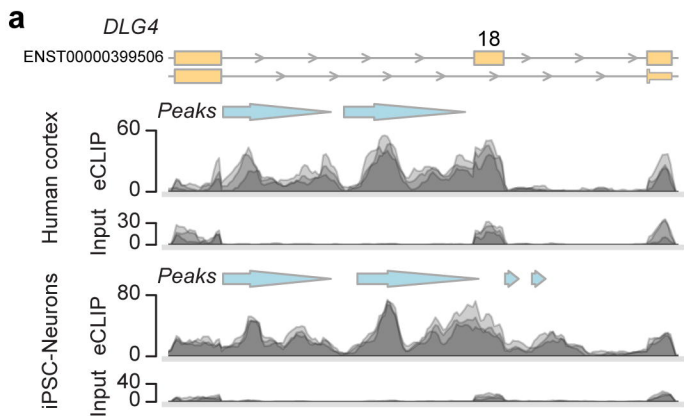 a
DLG4
18
ENST00000399506
Peaks
Human cortex
eCLIP
60
0
Input
30
0
Peaks
iPSC-Neurons
eCLIP
80
0
Input
40
0